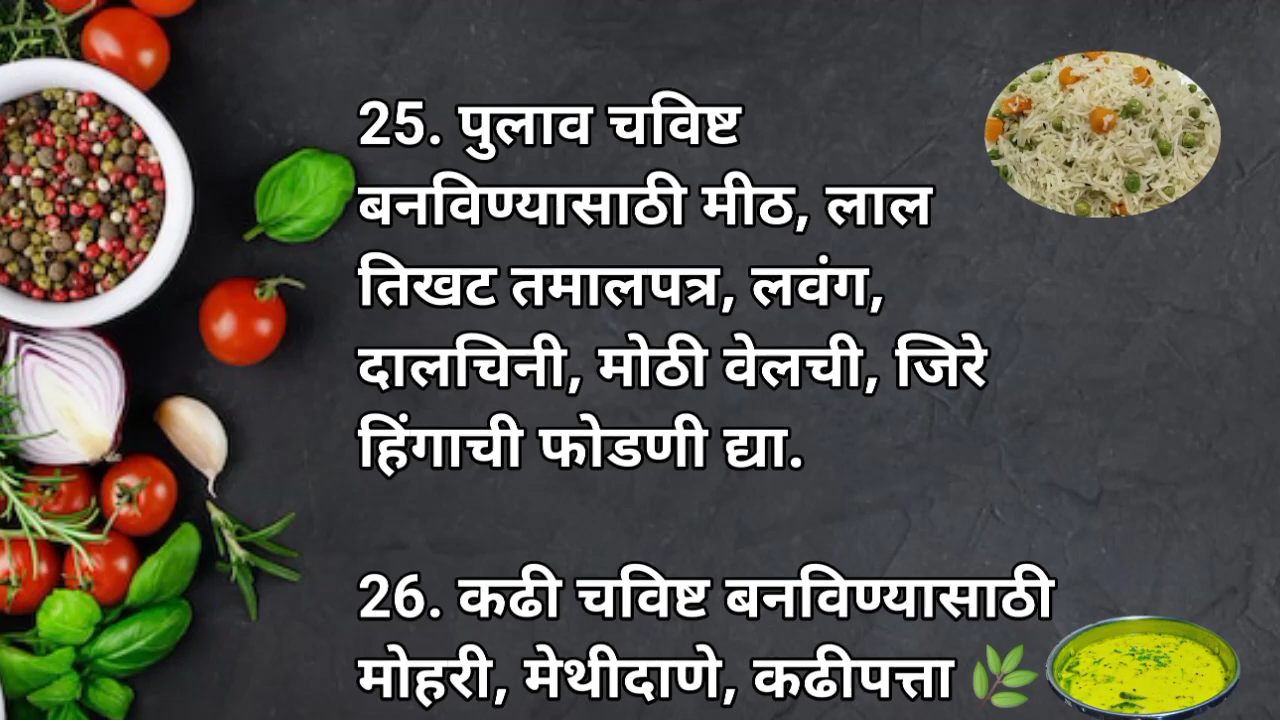 25. पुलाव चविष्ट
बनविण्यासाठी मीठ, लाल
तिखट तमालपत्र, लवंग,
दालचिनी, मोठी वेलची, जिरे
हिंगाची फोडणी द्या.
26. कढी चविष्ट बनविण्यासाठी
मोहरी, मेथीदाणे, कढीपत्ता